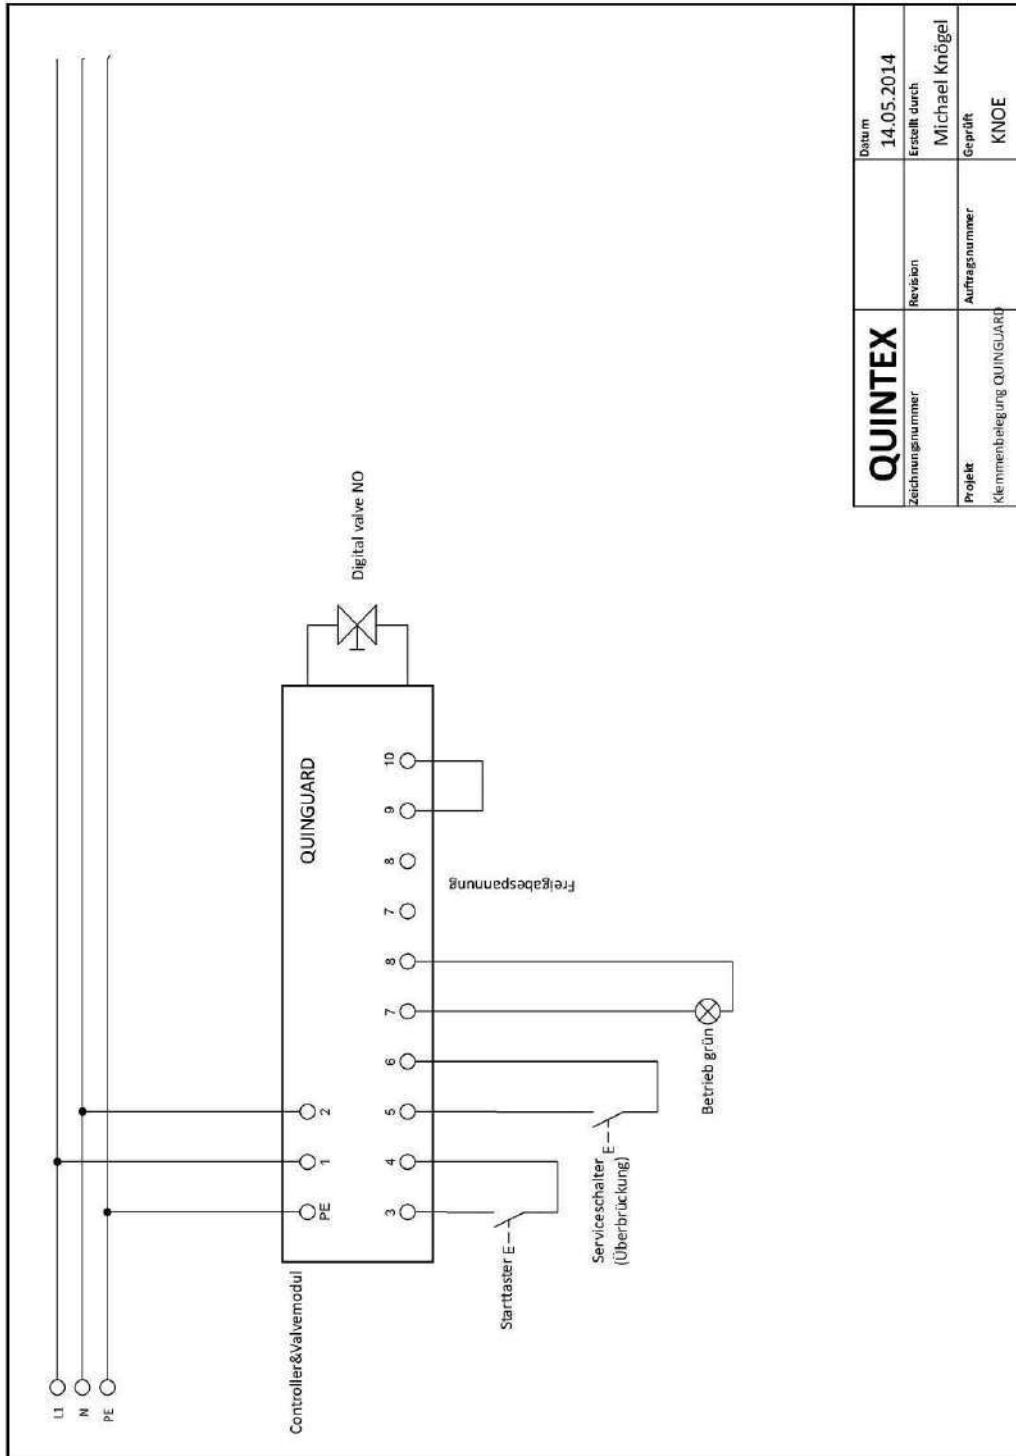 L1
N
PE
Controller&Valvemodul
PE
1
2
QUINGUARD
3
4
5
6
7
8
7
8
9
10
Digital valve NO
Freigabespannung
Starttaster E
Serviceschalter E
(Überbrückung)
Betrieb grün
QUINTEX
Datum
14.05.2014
Zeichnungsnummer
Revision
Erstellt durch
Michael Knögel
Projekt
Klemmenbelegung QUINGUARD
Auftragsnummer
Geprüft
KNOE